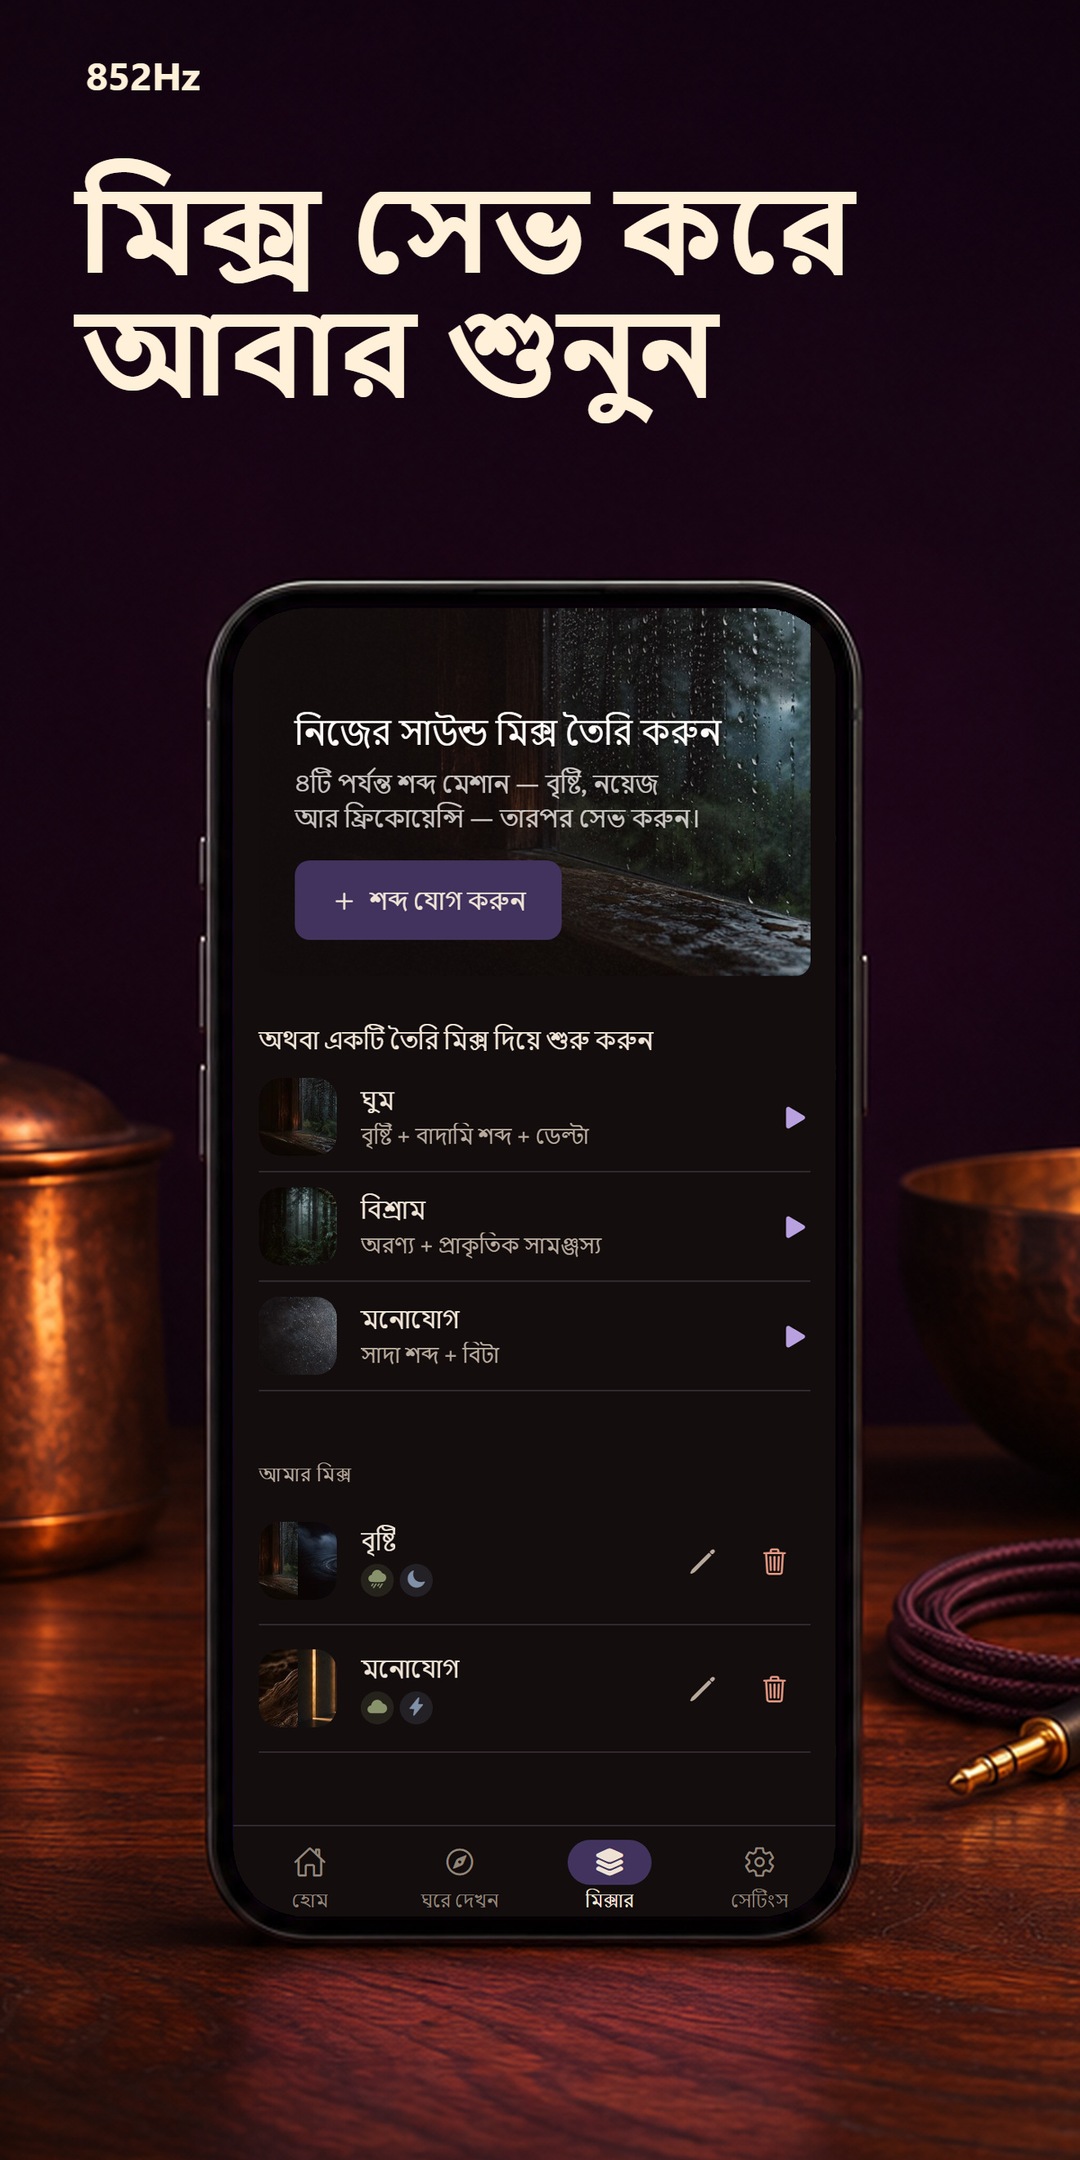 852Hz
মিক্স সেভ করে
আবার শুনুন
নিজের সাউন্ড মিক্স তৈরি করুন
৪টি পর্যন্ত শব্দ মেশান — বৃষ্টি, নয়েজ
আর ফ্রিকোয়েন্সি — তারপর সেভ করুন।
+ শব্দ যোগ করুন
অথবা একটি তৈরি মিক্স দিয়ে শুরু করুন
ঘুম
বৃষ্টি + বাদামি শব্দ + ডেল্টা
বিশ্রাম
অরণ্য + প্রাকৃতিক সামঞ্জস্য
মনোযোগ
সাদা শব্দ + বিটা
আমার মিক্স
বৃষ্টি
মনোযোগ
হোম
ঘুরে দেখুন
মিক্সার
সেটিংস